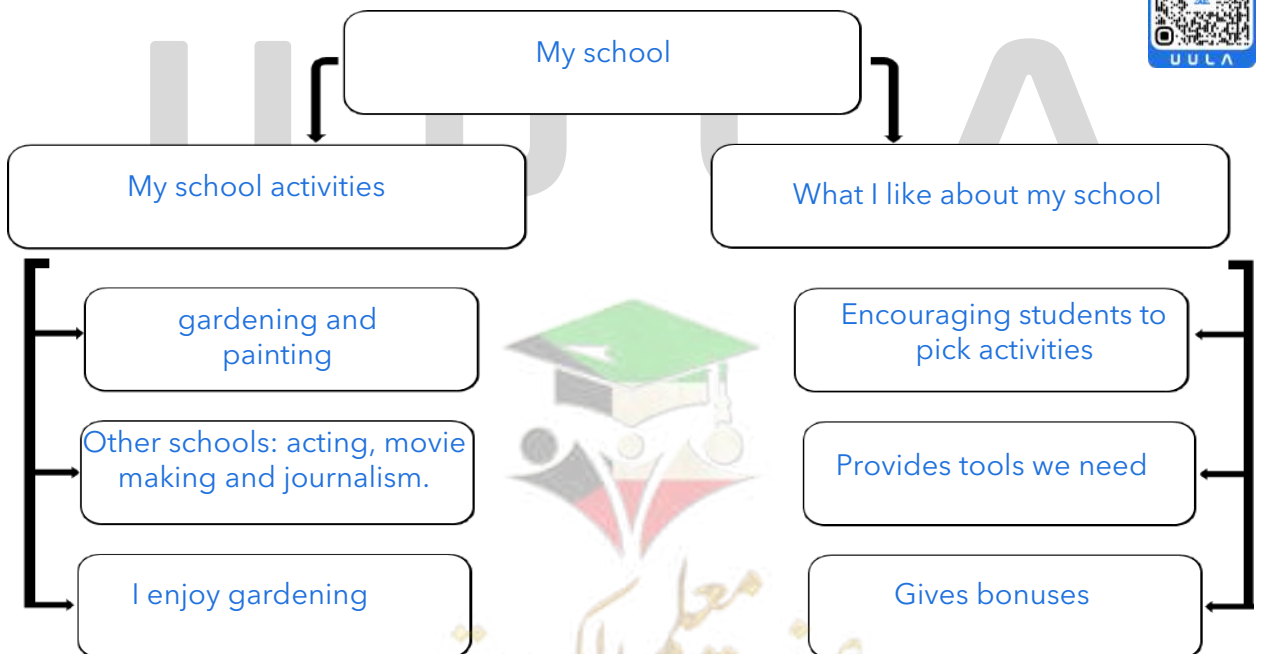 My school
UULA
My school activities
What I like about my school
gardening and
painting
Encouraging students to
pick activities
Other schools: acting, movie
making and journalism.
Provides tools we need
I enjoy gardening
Gives bonuses
UULA